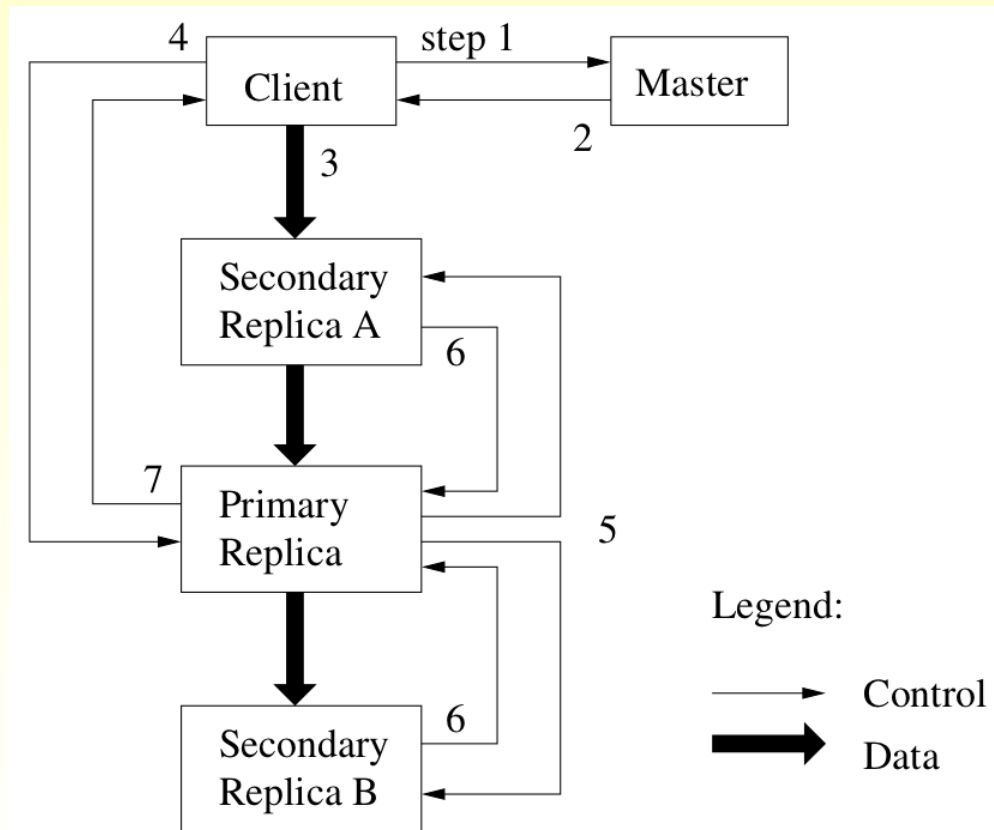 4
step 1
Client
Master
2
3
Secondary
Replica A
6
7
Primary
Replica
5
Legend:
Control
6
Secondary
Replica B
Data